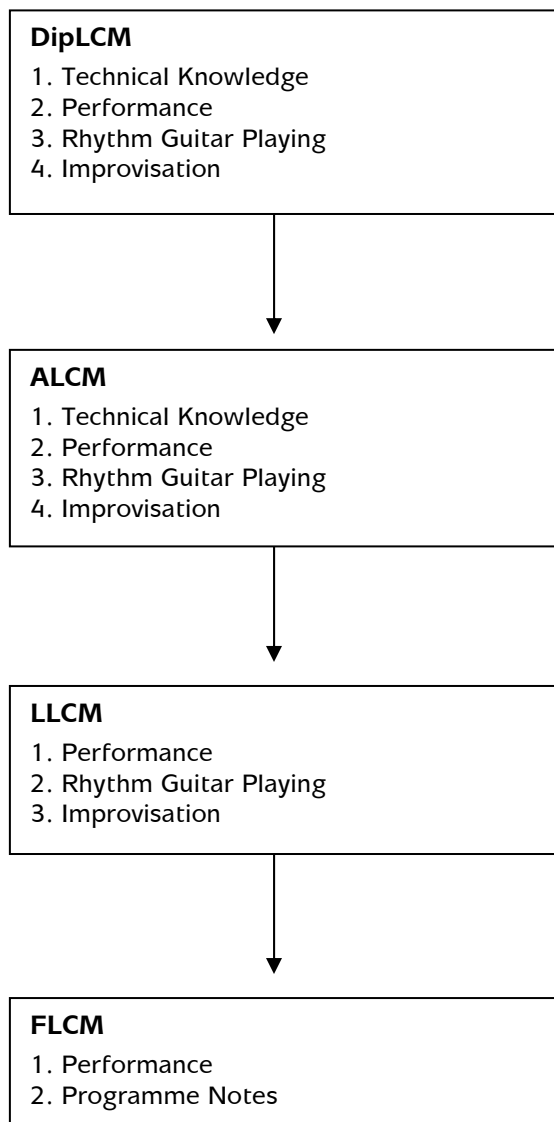 DipLCM
1. Technical Knowledge
2. Performance
3. Rhythm Guitar Playing
4. Improvisation
ALCM
1. Technical Knowledge
2. Performance
3. Rhythm Guitar Playing
4. Improvisation
LLCM
1. Performance
2. Rhythm Guitar Playing
3. Improvisation
FLCM
1. Performance
2. Programme Notes